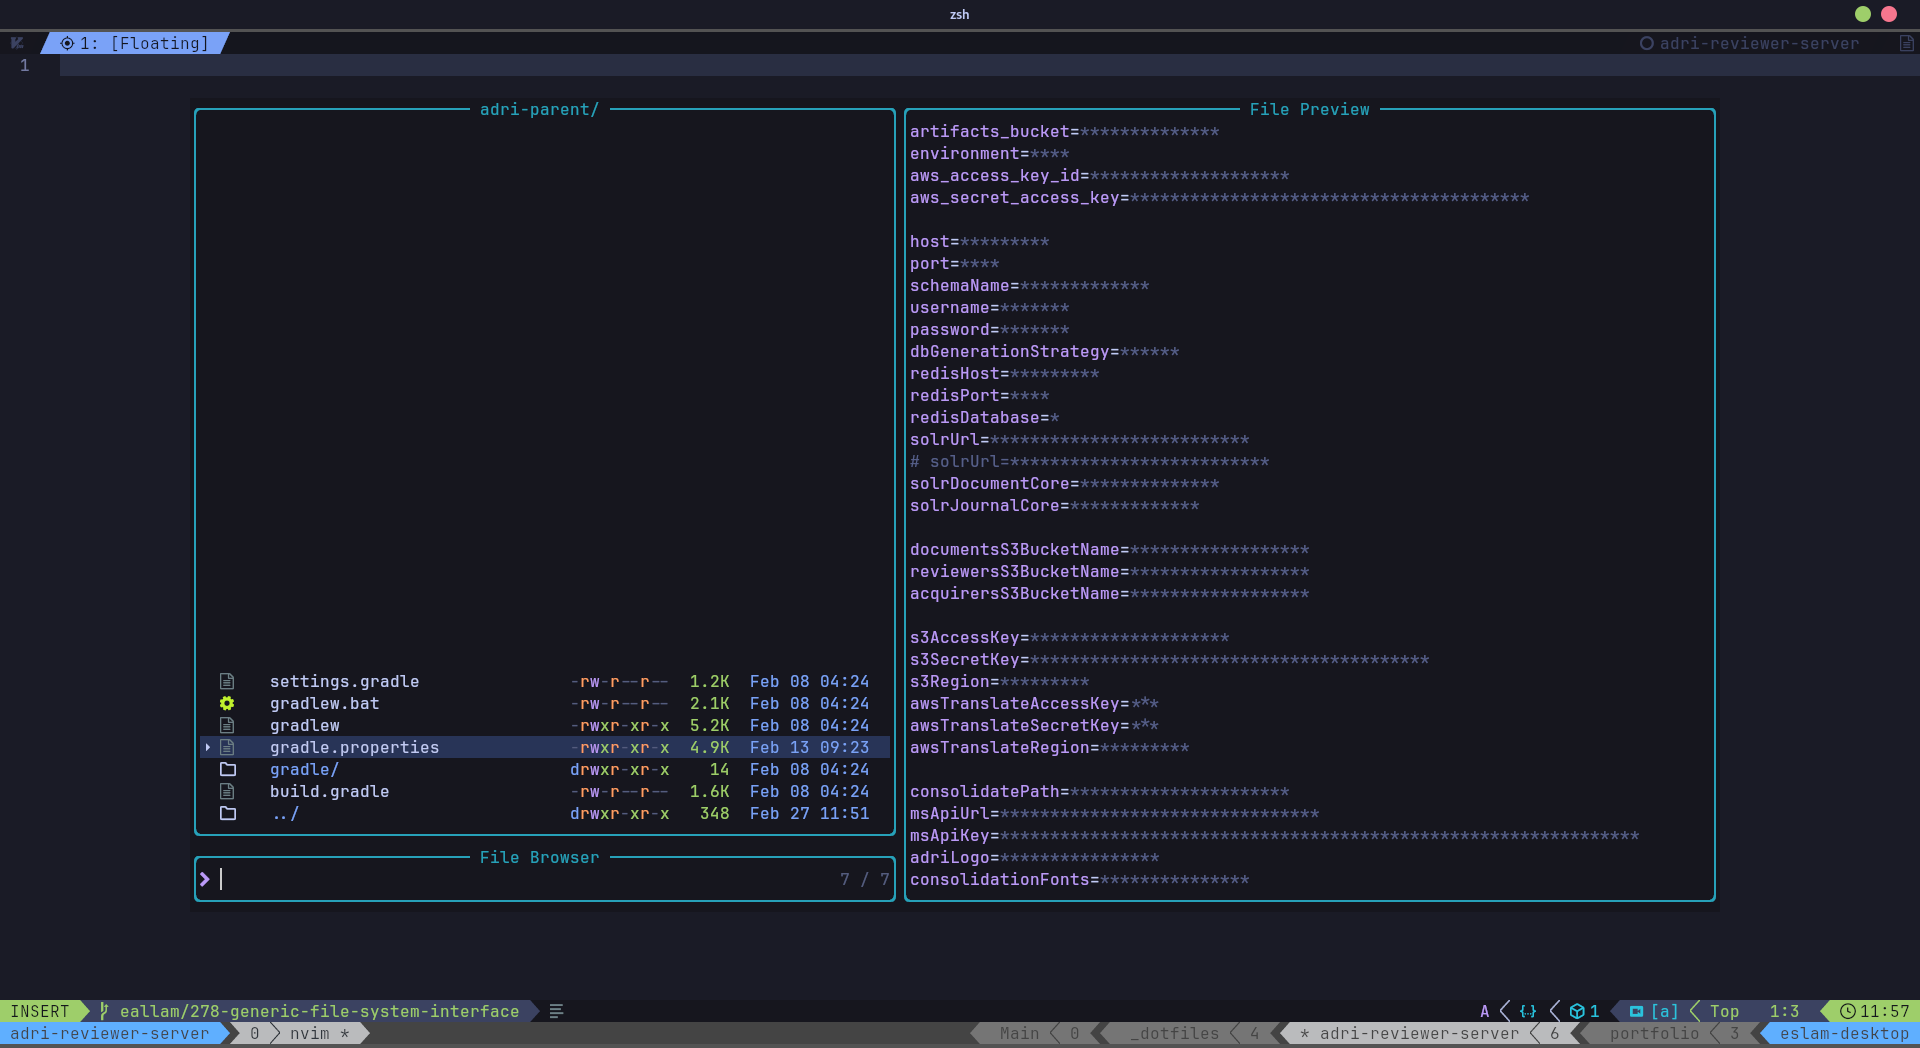 zsh
1: [Floating]
adri-reviewer-server
1
adri-parent/
settings.gradle -rw-r--r-- 1.2K Feb 08 04:24
gradlew.bat -rw-r--r-- 2.1K Feb 08 04:24
gradlew -rwxr-xr-x 5.2K Feb 08 04:24
gradle.properties -rwxr-xr-x 4.9K Feb 13 09:23
gradle/ drwxr-xr-x 14 Feb 08 04:24
build.gradle -rw-r--r-- 1.6K Feb 08 04:24
../ drwxr-xr-x 348 Feb 27 11:51
File Browser
7 / 7
File Preview
artifacts_bucket=**************
environment=****
aws_access_key_id=********************
aws_secret_access_key=****************************************
host=*********
port=****
schemaName=*************
username=*******
password=*******
dbGenerationStrategy=******
redisHost=*********
redisPort=****
redisDatabase=*
solrUrl=**************************
# solrUrl=**************************
solrDocumentCore=**************
solrJournalCore=*************
documentsS3BucketName=******************
reviewersS3BucketName=******************
acquirersS3BucketName=******************
s3AccessKey=********************
s3SecretKey=****************************************
s3Region=*********
awsTranslateAccessKey=***
awsTranslateSecretKey=***
awsTranslateRegion=*********
consolidatePath=**********************
msApiUrl=********************************
msApiKey=****************************************************************
adriLogo=****************
consolidationFonts=***************
INSERT eallam/278-generic-file-system-interface A {..} 1 [a] Top 1:3 11:57
adri-reviewer-server 0 nvim * Main 0 _dotfiles 4 * adri-reviewer-server 6 portfolio 3 eslam-desktop